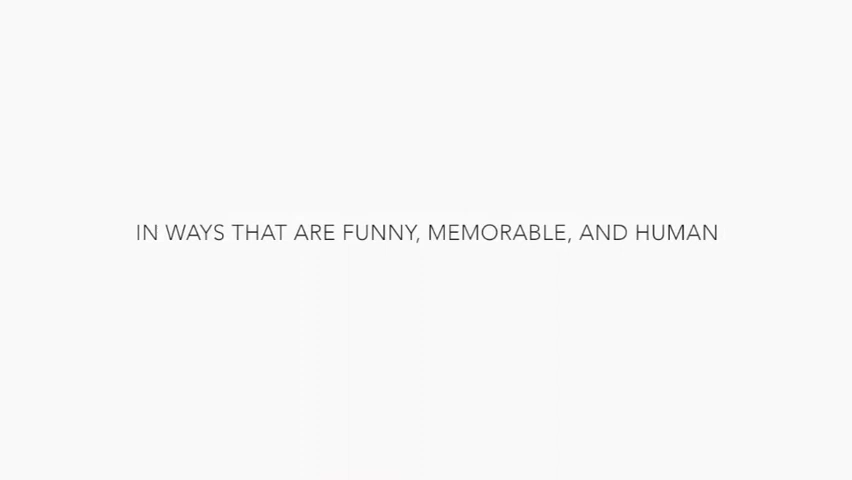 IN WAYS THAT ARE FUNNY, MEMORABLE, AND HUMAN